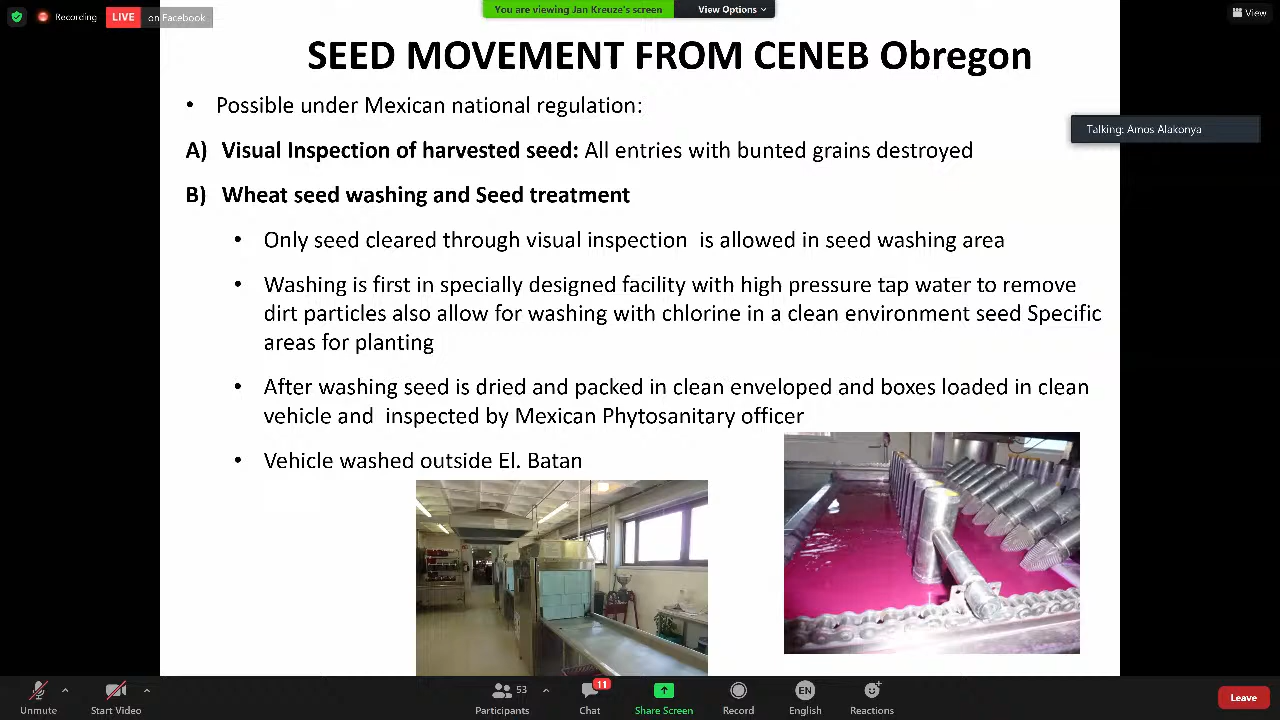 Recording
LIVE on Facebook
You are viewing Jan Kreuze's screen
View Options
View
SEED MOVEMENT FROM CENEB Obregon
• Possible under Mexican national regulation:
Talking: Amos Alakonya
A) Visual Inspection of harvested seed: All entries with bunted grains destroyed
B) Wheat seed washing and Seed treatment
• Only seed cleared through visual inspection is allowed in seed washing area
• Washing is first in specially designed facility with high pressure tap water to remove
dirt particles also allow for washing with chlorine in a clean environment seed Specific
areas for planting
• After washing seed is dried and packed in clean enveloped and boxes loaded in clean
vehicle and inspected by Mexican Phytosanitary officer
• Vehicle washed outside El. Batan
Unmute
Start Video
53
Participants
11
Chat
Share Screen
Record
EN
English
Reactions
Leave